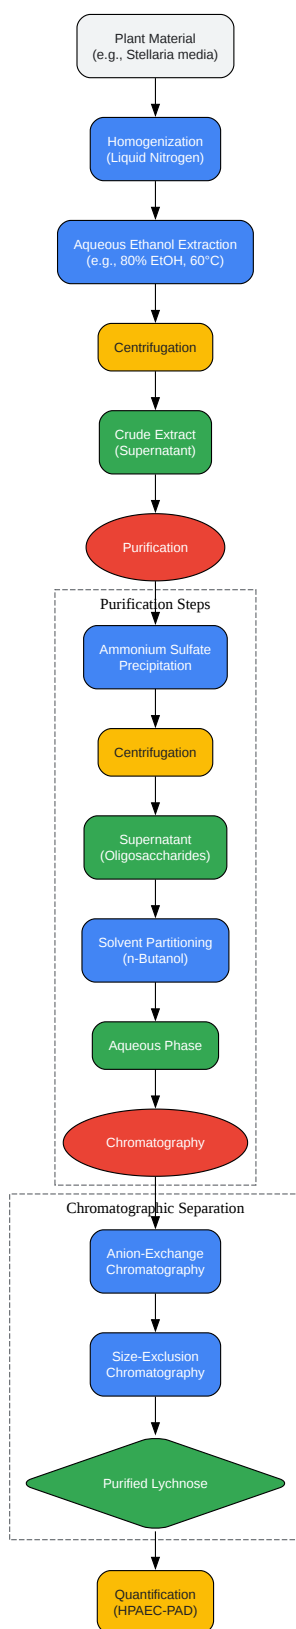 Plant Material
(e.g., Stellaria media)
Homogenization
(Liquid Nitrogen)
Aqueous Ethanol Extraction
(e.g., 80% EtOH, 60°C)
Centrifugation
Crude Extract
(Supernatant)
Purification
Purification Steps
Ammonium Sulfate
Precipitation
Centrifugation
Supernatant
(Oligosaccharides)
Solvent Partitioning
(n-Butanol)
Aqueous Phase
Chromatography
Chromatographic Separation
Anion-Exchange
Chromatography
Size-Exclusion
Chromatography
Purified Lychnose
Quantification
(HPAEC-PAD)